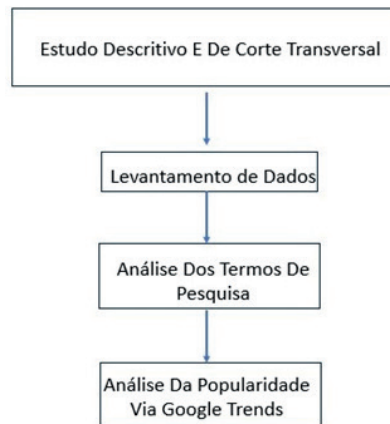 Estudo Descritivo E De Corte Transversal
Levantamento de Dados
Análise Dos Termos De
Pesquisa
Análise Da Popularidade
Via Google Trends